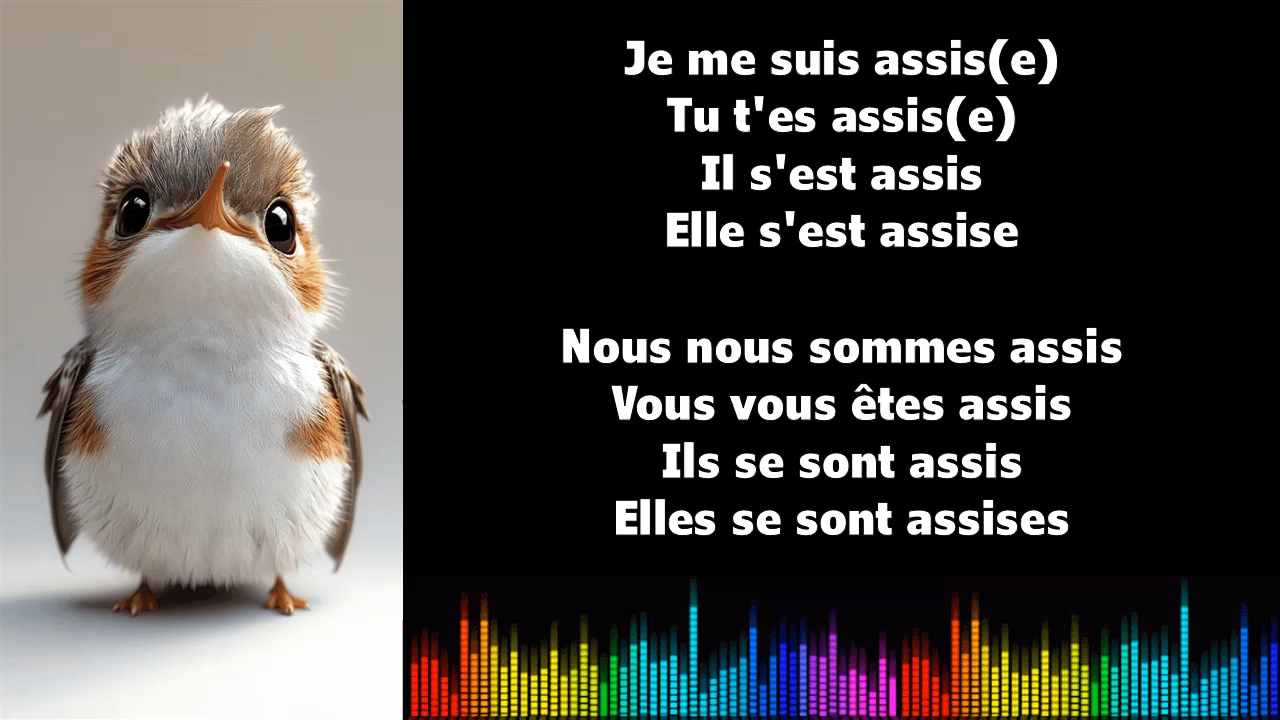 Je me suis assis(e)
Tu t'es assis(e)
Il s'est assis
Elle s'est assise
Nous nous sommes assis
Vous vous êtes assis
Ils se sont assis
Elles se sont assises